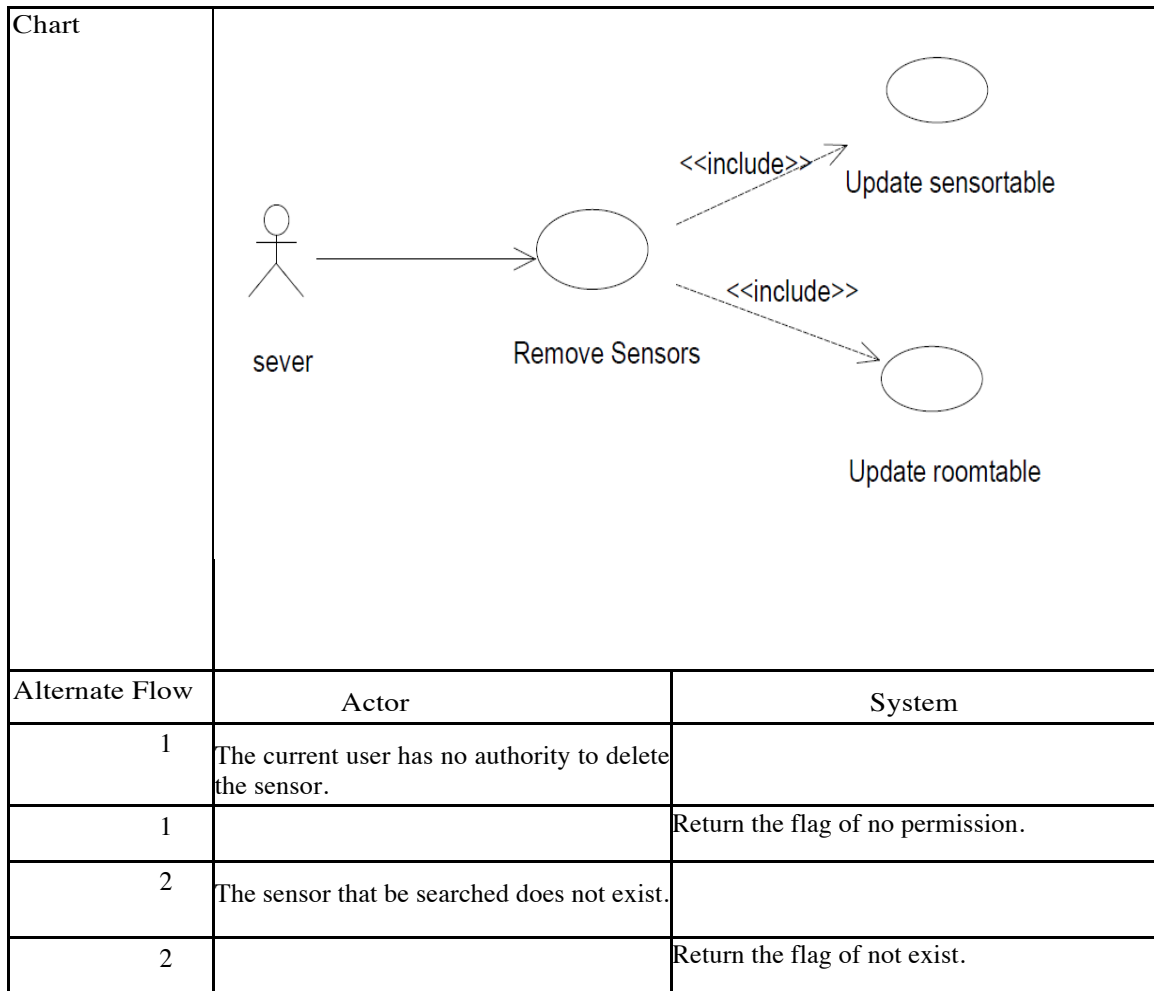 Chart
<<include>>
Update sensortable
<<include>>
sever
Remove Sensors
Update roomtable
Alternate Flow
Actor
System
1
The current user has no authority to delete
the sensor.
1
Return the flag of no permission.
2
The sensor that be searched does not exist.
2
Return the flag of not exist.